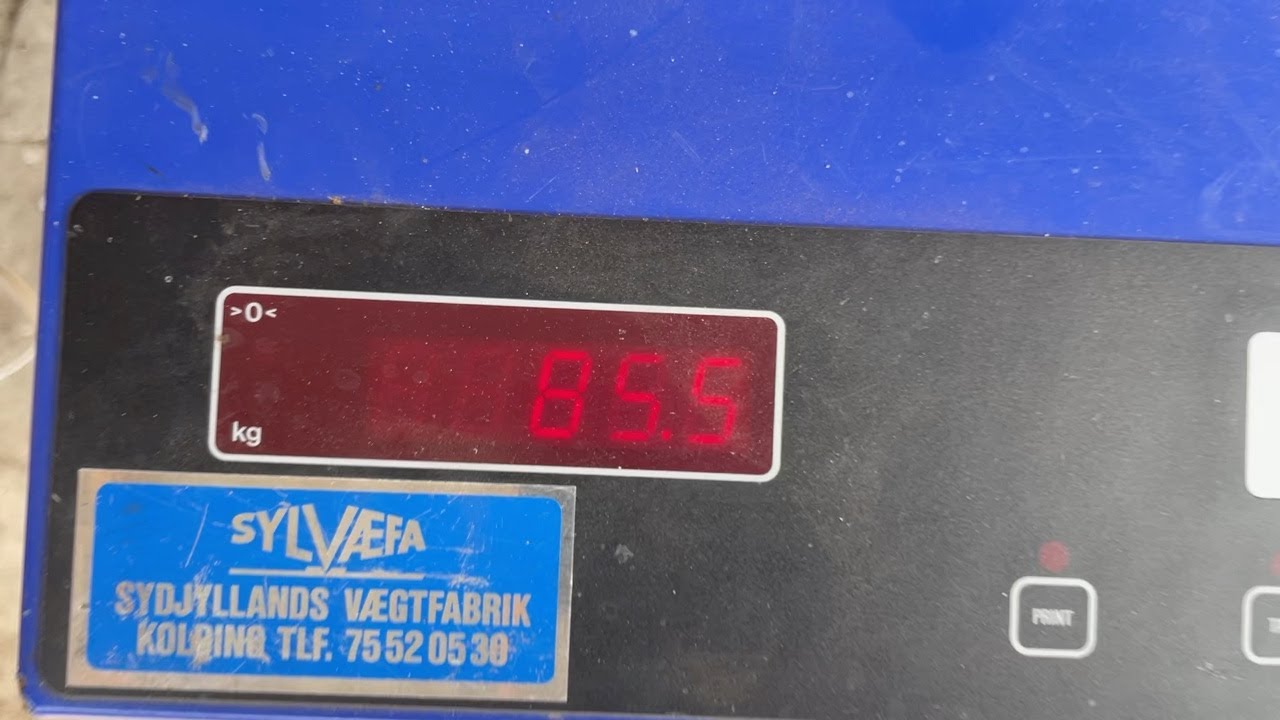 >0<
85.5
kg
SYLVÆFA
SYDJYLLANDS VÆGTFABRIK
KOLDING TLF. 75 52 05 30
PRINT